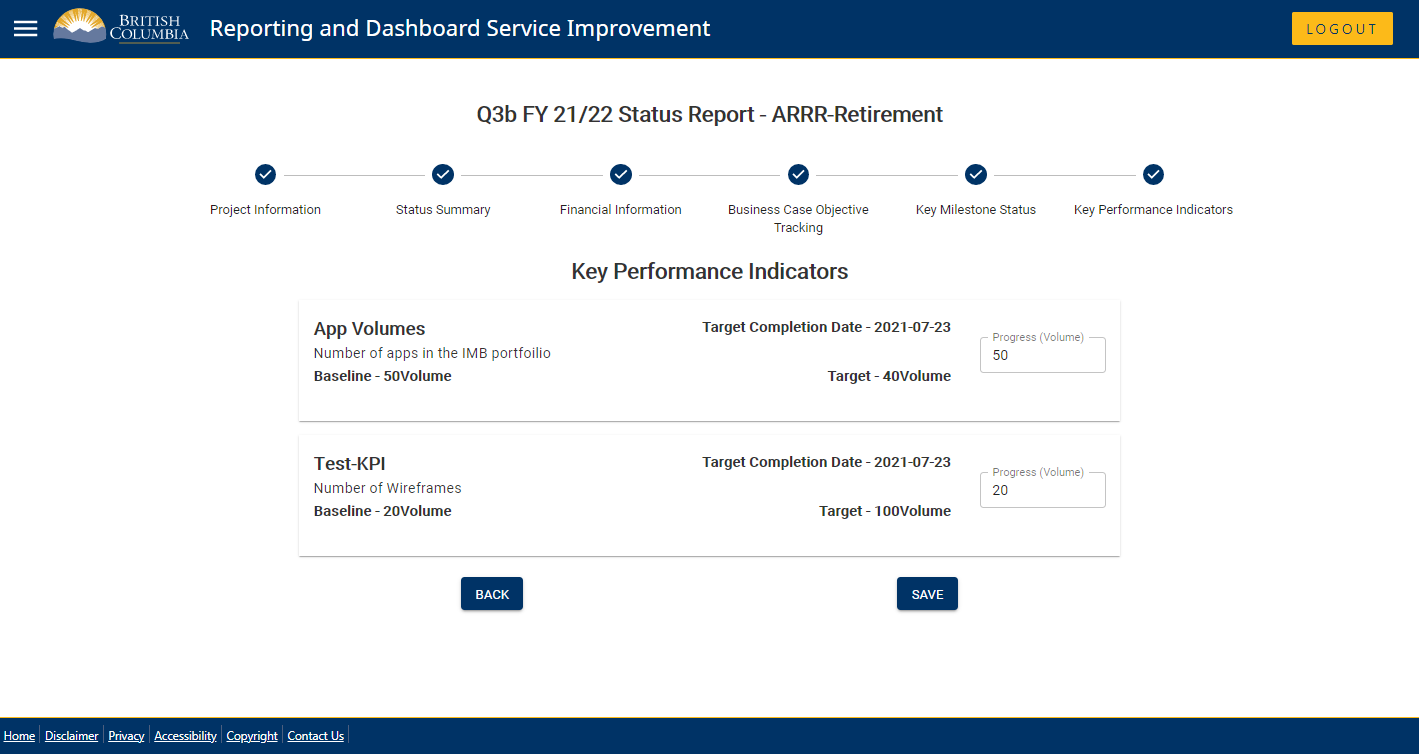 BRITISH
COLUMBIA
Reporting and Dashboard Service Improvement
LOGOUT
Q3b FY 21/22 Status Report - ARRR-Retirement
Project Information
Status Summary
Financial Information
Business Case Objective
Tracking
Key Milestone Status
Key Performance Indicators
Key Performance Indicators
App Volumes
Target Completion Date - 2021-07-23
Progress (Volume)
Number of apps in the IMB portfoilio
50
Baseline - 50Volume
Target - 40Volume
Test-KPI
Target Completion Date - 2021-07-23
Progress (Volume)
Number of Wireframes
20
Baseline - 20Volume
Target - 100Volume
BACK
SAVE
Home Disclaimer Privacy Accessibility Copyright Contact Us